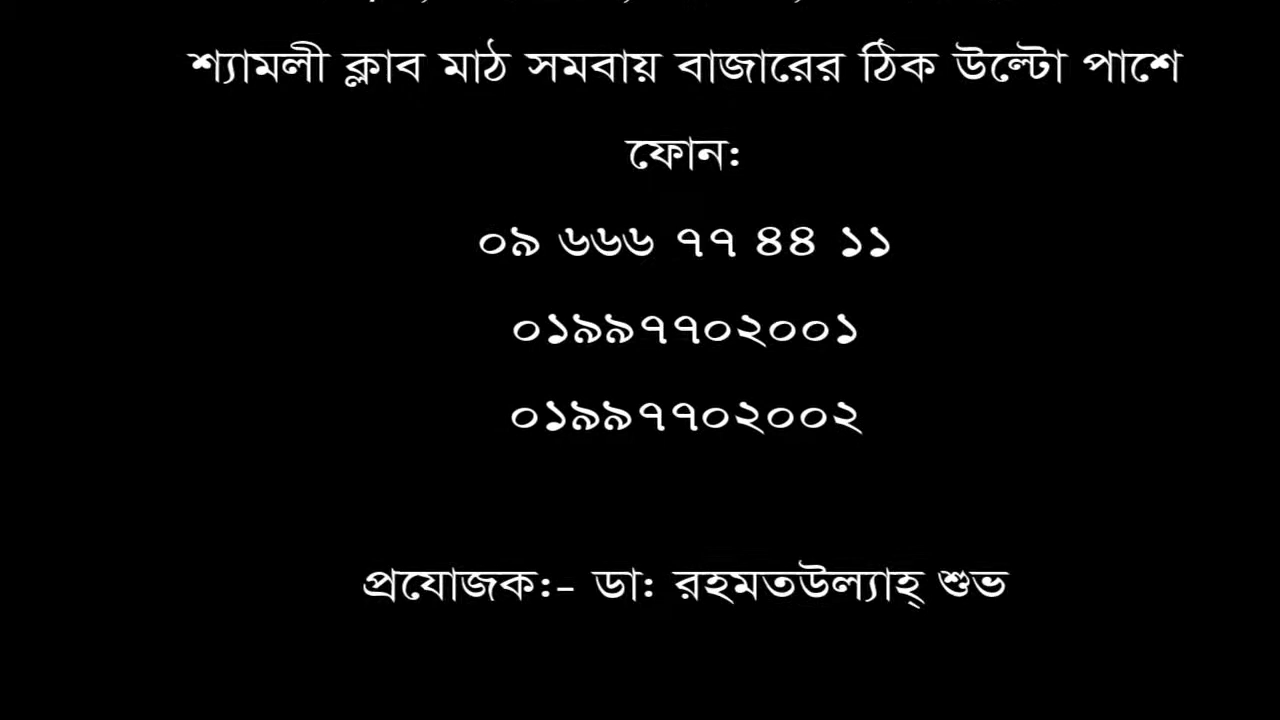 শ্যামলী ক্লাব মাঠ সমবায় বাজারের ঠিক উল্টো পাশে
ফোন:
০৯ ৬৬৬ ৭৭ ৪৪ ১১
০১৯৯৭৭০২০০১
০১৯৯৭৭০২০০২
প্রযোজক:- ডা: রহমতউল্যাহ্ শুভ